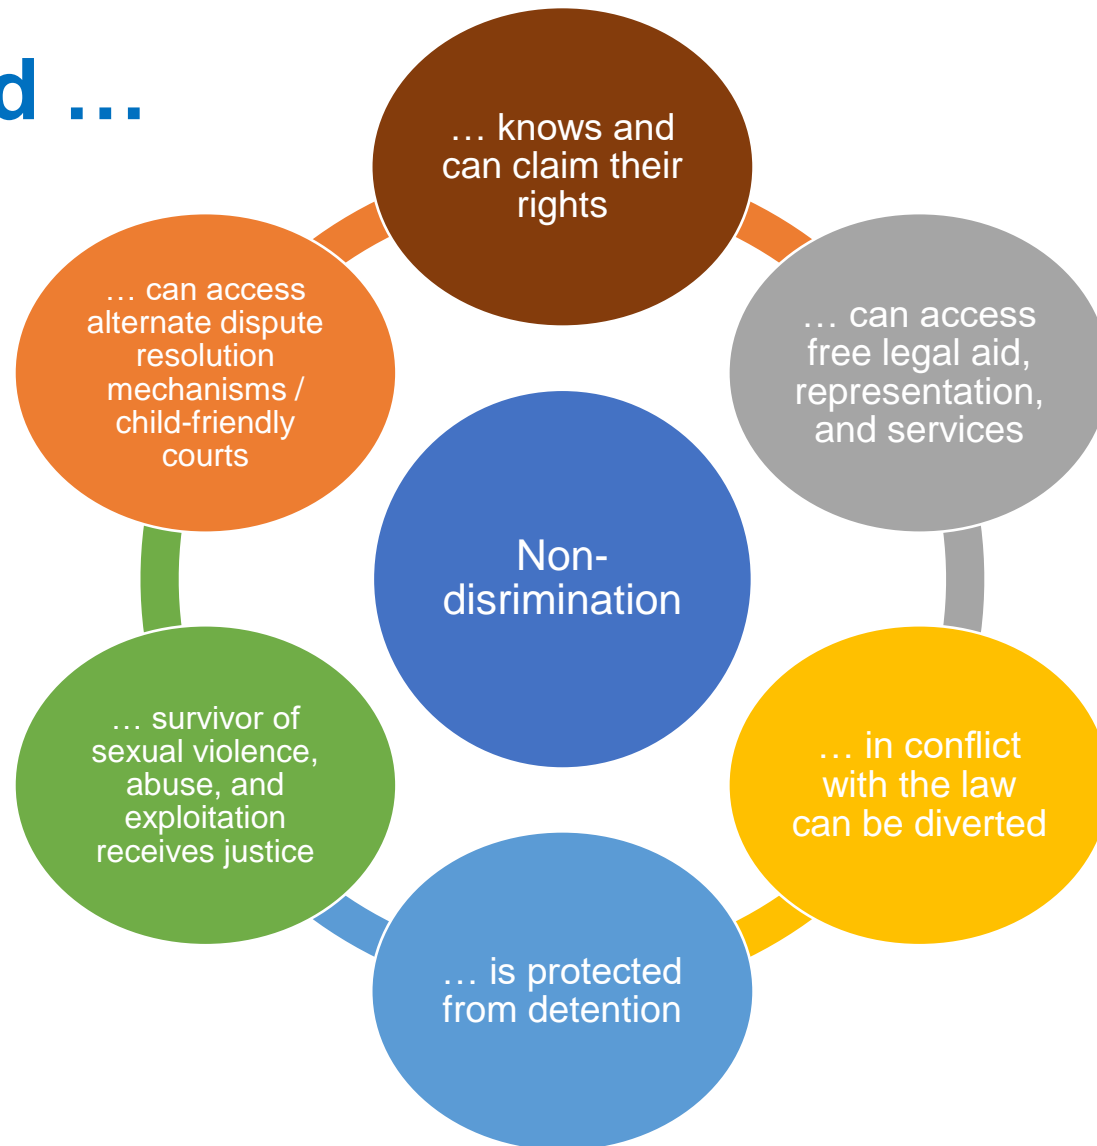 d …
… knows and
can claim their
rights
… can access
free legal aid,
representation,
and services
… in conflict
with the law
can be diverted
… is protected
from detention
… survivor of
sexual violence,
abuse, and
exploitation
receives justice
… can access
alternate dispute
resolution
mechanisms /
child-friendly
courts
Non-
disrimination